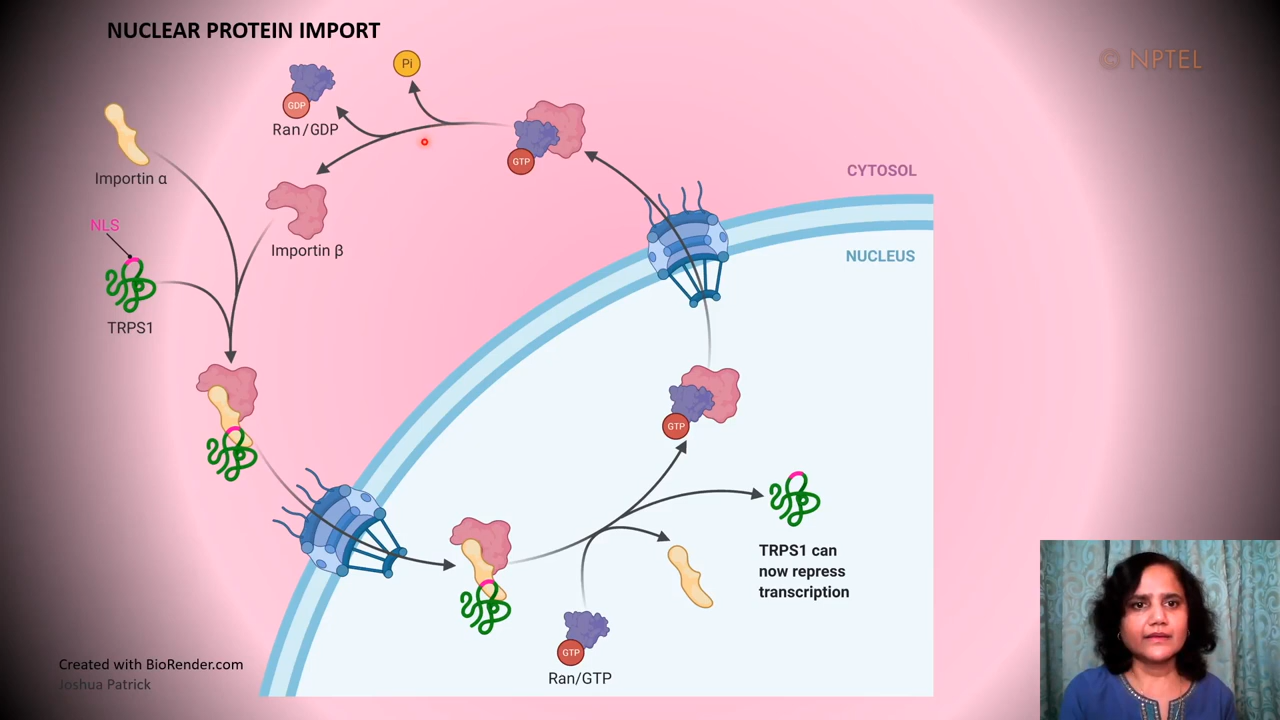 NUCLEAR PROTEIN IMPORT
NPTEL
Pi
GDP
Ran/GDP
GTP
Importin α
CYTOSOL
NLS
Importin β
NUCLEUS
TRPS1
GTP
TRPS1 can
now repress
transcription
GTP
Ran/GTP
Created with BioRender.com
Joshua Patrick